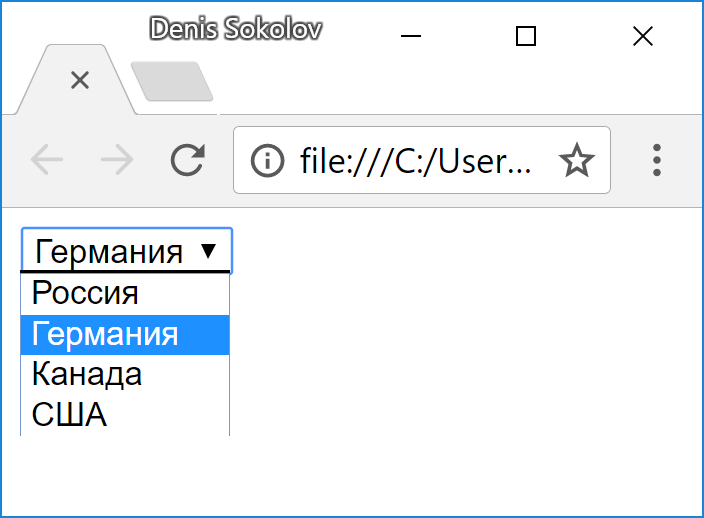 Denis Sokolov
file:///C:/User...
Германия
Россия
Германия
Канада
США